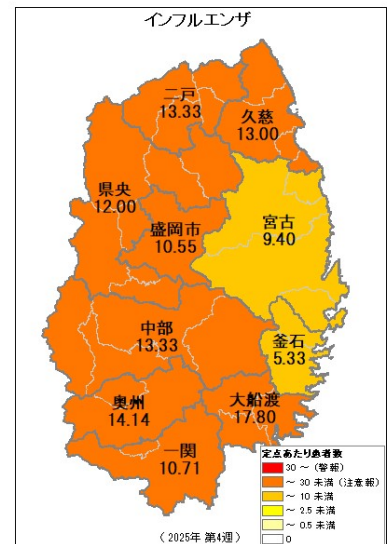 インフルエンザ
二戸
13.33
久慈
13.00
県央
12.00
盛岡市
10.55
宮古
9.40
中部
13.33
釜石
5.33
奥州
14.14
大船渡
17.80
一関
10.71
定点あたり患者数
30 ～ (警報)
～ 30 未満 (注意報)
～ 10 未満
～ 2.5 未満
～ 0.5 未満
0
( 2025年 第4週 )